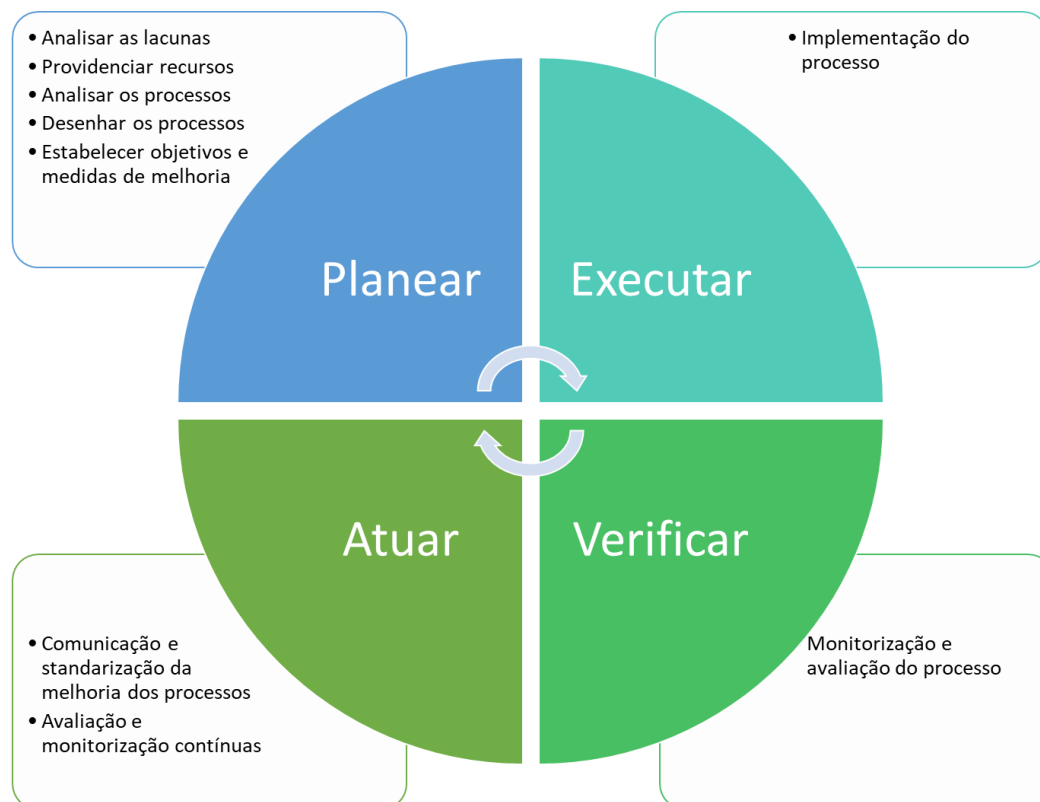 • Analisar as lacunas
• Providenciar recursos
• Analisar os processos
• Desenhar os processos
• Estabelecer objetivos e
medidas de melhoria
• Implementação do
processo
Planear
Executar
Atuar
Verificar
• Comunicação e
standarização da
melhoria dos processos
• Avaliação e
monitorização contínuas
Monitorização e
avaliação do processo